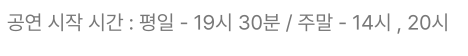 공연 시작 시간 : 평일 - 19시 30분 / 주말 - 14시 , 20시